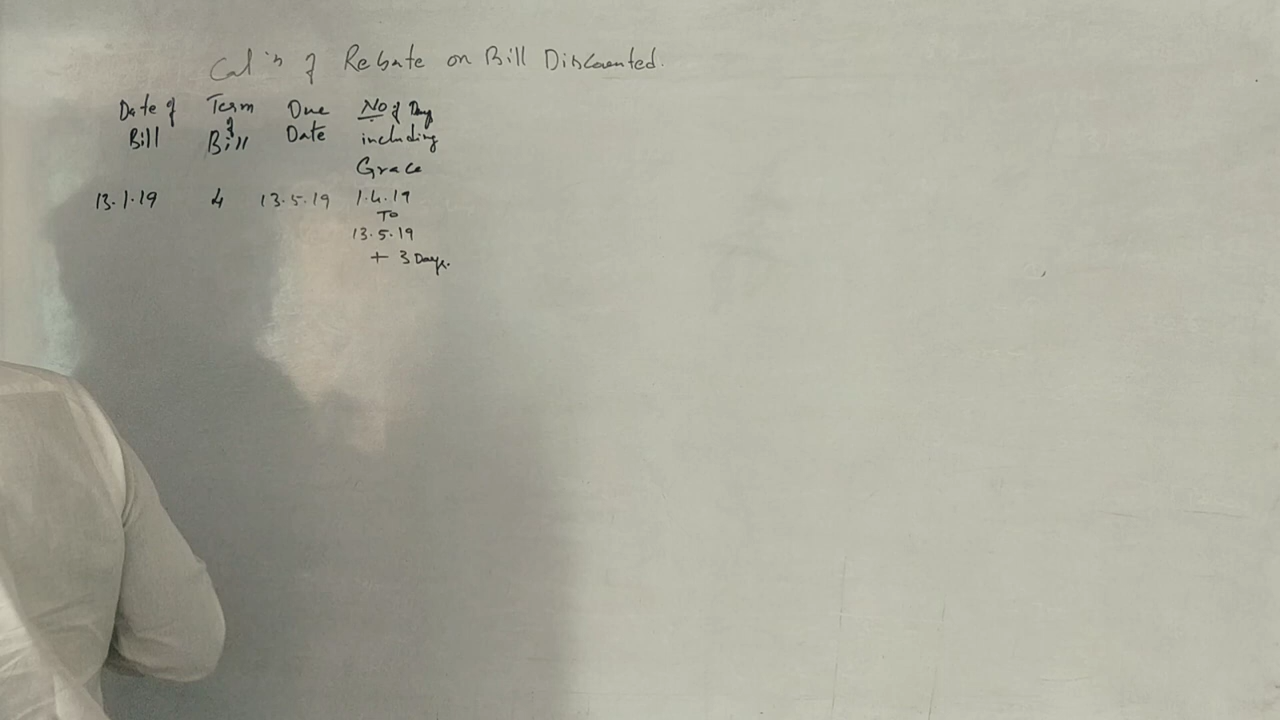 Cal'n of Rebate on Bill Discounted.
Date of Bill
Term of Bill
Due Date
No of Days including Grace
13.1.19 4 13.5.19 1.4.19
To
13.5.19
+ 3 Days.